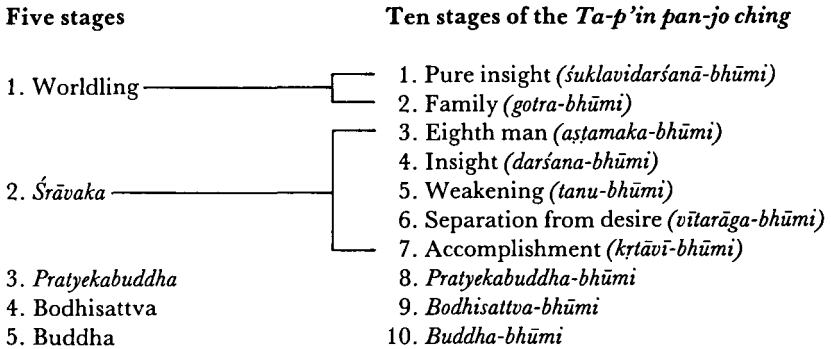 Five stages
Ten stages of the Ta-p’in pan-jo ching
1. Worldling
1. Pure insight (śuklavidarśanā-bhūmi)
2. Family (gotra-bhūmi)
2. Śrāvaka
3. Eighth man (aṣṭamaka-bhūmi)
4. Insight (darśana-bhūmi)
5. Weakening (tanu-bhūmi)
6. Separation from desire (vītarāga-bhūmi)
7. Accomplishment (kṛtāvī-bhūmi)
3. Pratyekabuddha
8. Pratyekabuddha-bhūmi
4. Bodhisattva
9. Bodhisattva-bhūmi
5. Buddha
10. Buddha-bhūmi